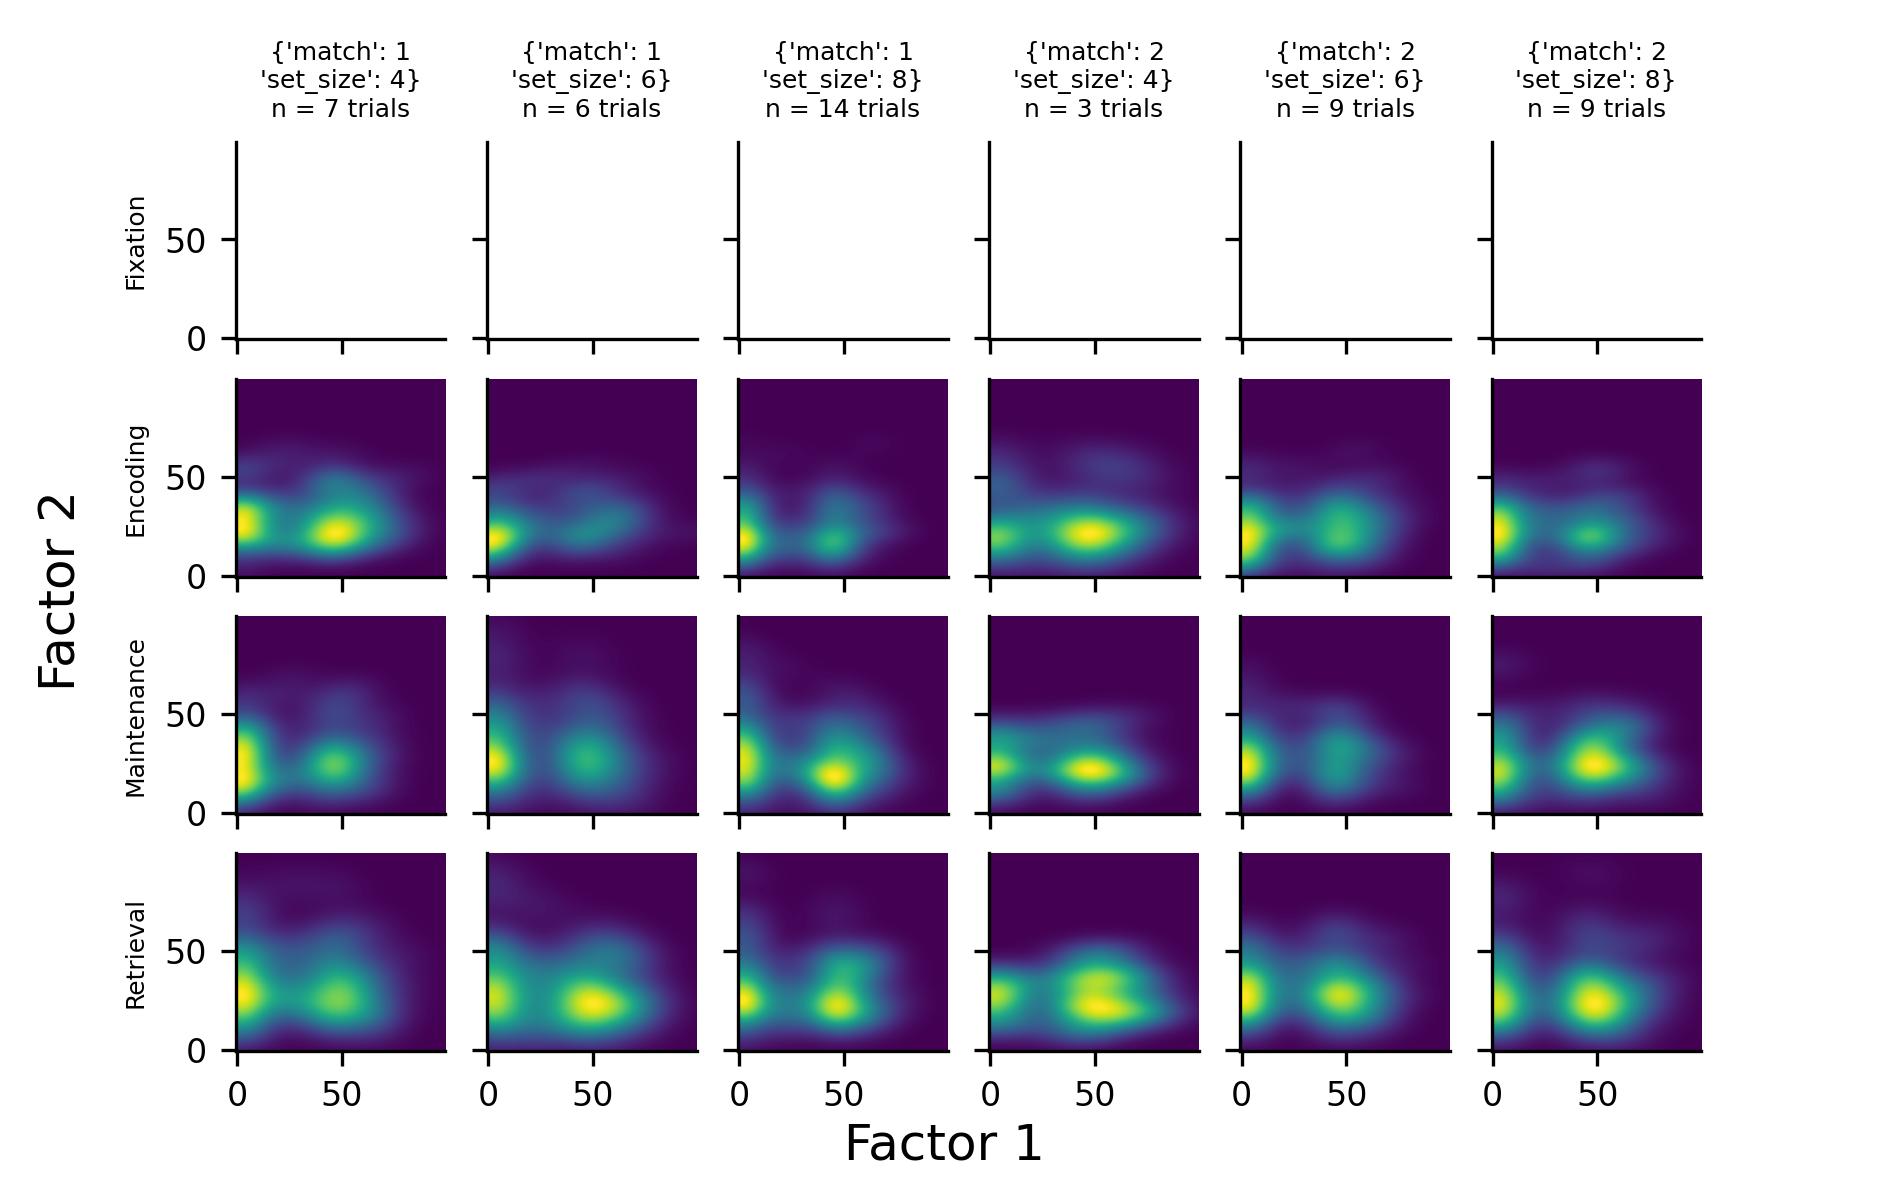 {'match': 1
'set_size': 4}
n = 7 trials
{'match': 1
'set_size': 6}
n = 6 trials
{'match': 1
'set_size': 8}
n = 14 trials
{'match': 2
'set_size': 4}
n = 3 trials
{'match': 2
'set_size': 6}
n = 9 trials
{'match': 2
'set_size': 8}
n = 9 trials
Factor 2
Fixation
50
0
Encoding
50
0
Maintenance
50
0
Retrieval
50
0
0 50 0 50 0 50 0 50 0 50 0 50
Factor 1